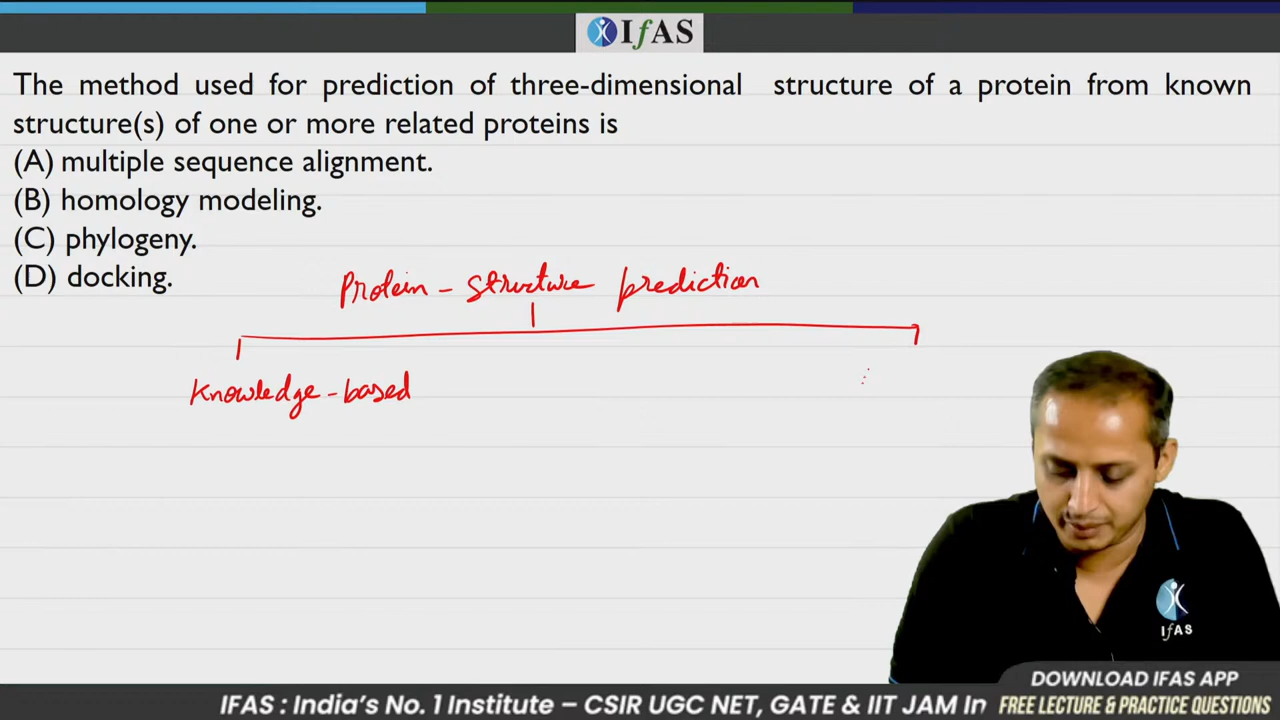 IfAS
The method used for prediction of three-dimensional structure of a protein from known
structure(s) of one or more related proteins is
(A) multiple sequence alignment.
(B) homology modeling.
(C) phylogeny.
(D) docking.
Protein - structure prediction
Knowledge - based
IfAS
DOWNLOAD IFAS APP
IFAS : India's No. 1 Institute – CSIR UGC NET, GATE & IIT JAM In
FREE LECTURE & PRACTICE QUESTIONS